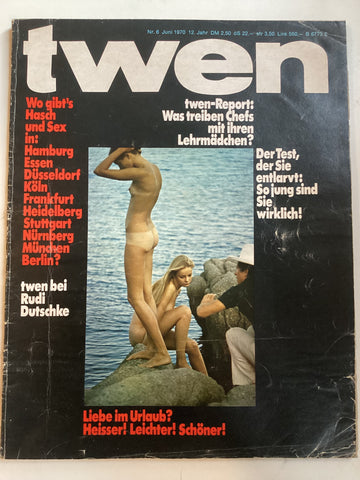 Nr. 6 Juni 1970 12. Jahr DM 2,50 öS 22,– sfr 3,50 Lire 560,– B 6773 E
twen
Wo gibt's
Hasch
und Sex
in:
Hamburg
Essen
Düsseldorf
Köln
Frankfurt
Heidelberg
Stuttgart
Nürnberg
München
Berlin?
twen bei
Rudi
Dutschke
twen-Report:
Was treiben Chefs
mit ihren
Lehrmädchen?
Der Test,
der Sie
entlarvt:
So jung sind
Sie
wirklich!
Liebe im Urlaub?
Heisser! Leichter! Schöner!